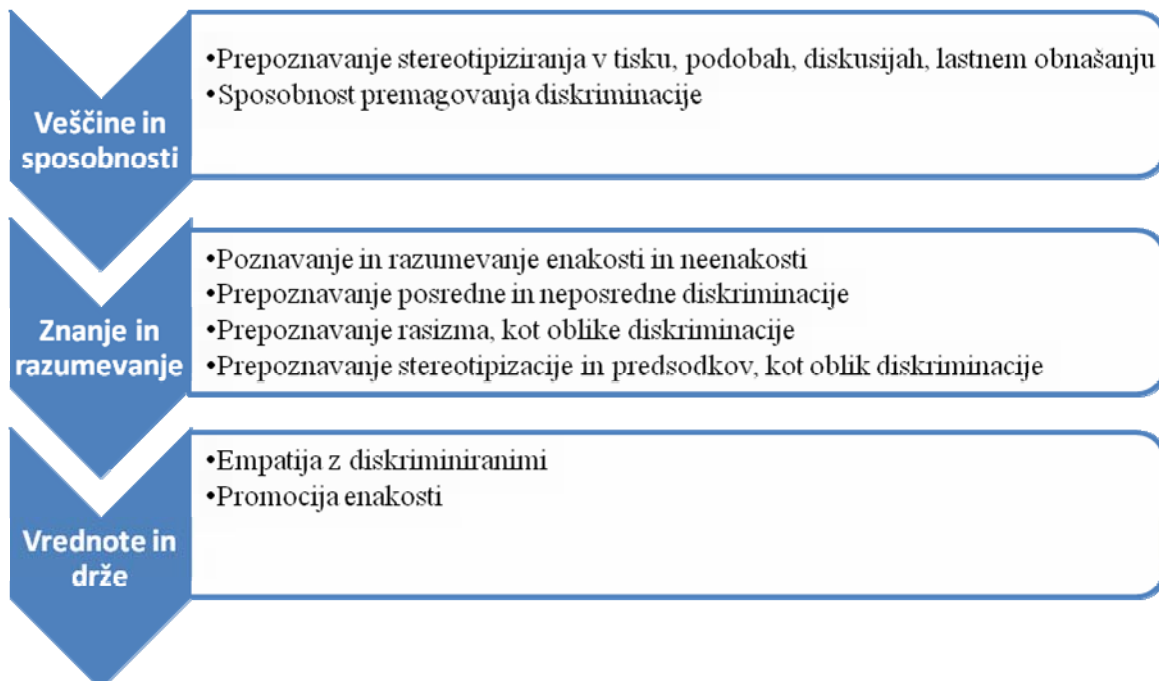 Veščine in
sposobnosti
•Prepoznavanje stereotipiziranja v tisku, podobah, diskusijah, lastnem obnašanju
•Sposobnost premagovanja diskriminacije
Znanje in
razumevanje
•Poznavanje in razumevanje enakosti in neenakosti
•Prepoznavanje posredne in neposredne diskriminacije
•Prepoznavanje rasizma, kot oblike diskriminacije
•Prepoznavanje stereotipizacije in predsodkov, kot oblik diskriminacije
Vrednote in
drže
•Empatija z diskriminiranimi
•Promocija enakosti